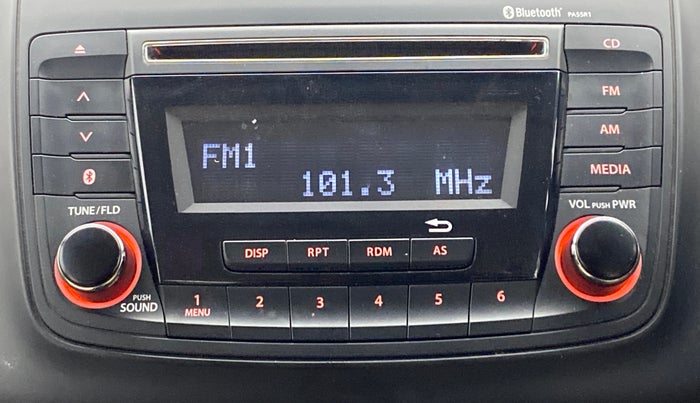 Bluetooth® PA5SR1
CD
FM
AM
MEDIA
FM1
101.3 MHz
TUNE/FLD
VOL PUSH PWR
DISP RPT RDM AS
PUSH
SOUND
1 2 3 4 5 6
MENU